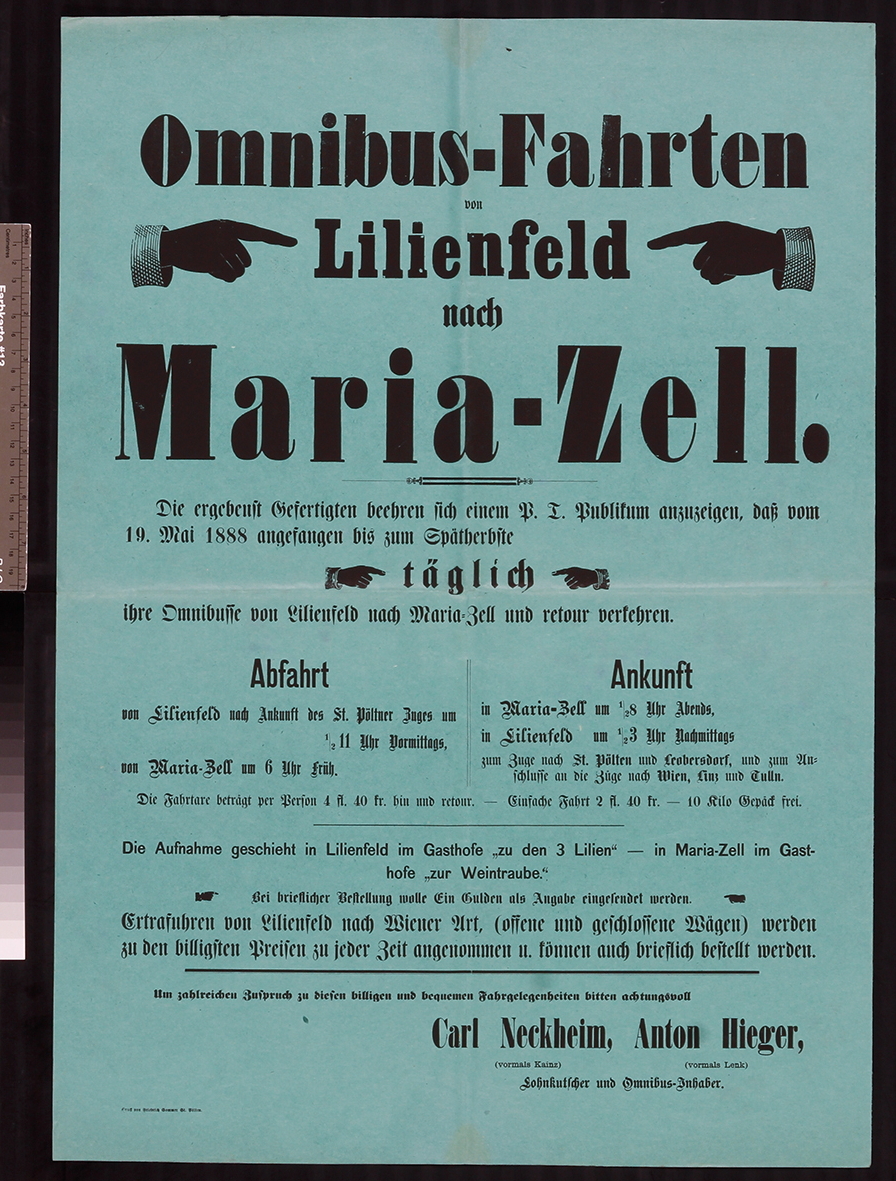 Omnibus-Fahrten
von
Lilienfeld
nach
Maria-Zell.
Die ergebenst Gefertigten beehren sich einem P. T. Publikum anzuzeigen, daß vom
19. Mai 1888 angefangen bis zum Spätherbste
täglich
ihre Omnibusse von Lilienfeld nach Maria-Zell und retour verkehren.
Abfahrt
von Lilienfeld nach Ankunft des St. Pöltner Zuges um
1/2 11 Uhr Vormittags,
von Maria-Zell um 6 Uhr Früh.
Ankunft
in Maria-Zell um 1/2 8 Uhr Abends,
in Lilienfeld um 1/2 3 Uhr Nachmittags
zum Zuge nach St. Pölten und Leobersdorf, und zum An-
schlusse an die Züge nach Wien, Linz und Tulln.
Die Fahrtaxe beträgt per Person 4 fl. 40 kr. hin und retour. — Einfache Fahrt 2 fl. 40 kr. — 10 Kilo Gepäck frei.
Die Aufnahme geschieht in Lilienfeld im Gasthofe „zu den 3 Lilien“ — in Maria-Zell im Gast-
hofe „zur Weintraube.“
Bei brieflicher Bestellung wolle Ein Gulden als Angabe eingesendet werden.
Extrafuhren von Lilienfeld nach Wiener Art, (offene und geschlossene Wägen) werden
zu den billigsten Preisen zu jeder Zeit angenommen u. können auch brieflich bestellt werden.
Um zahlreichen Zuspruch zu diesen billigen und bequemen Fahrgelegenheiten bitten achtungsvoll
Carl Neckheim, Anton Hieger,
(vormals Kainz) (vormals Lenk)
Lohnkutscher und Omnibus-Inhaber.
Centimetres
Farbkarte #13